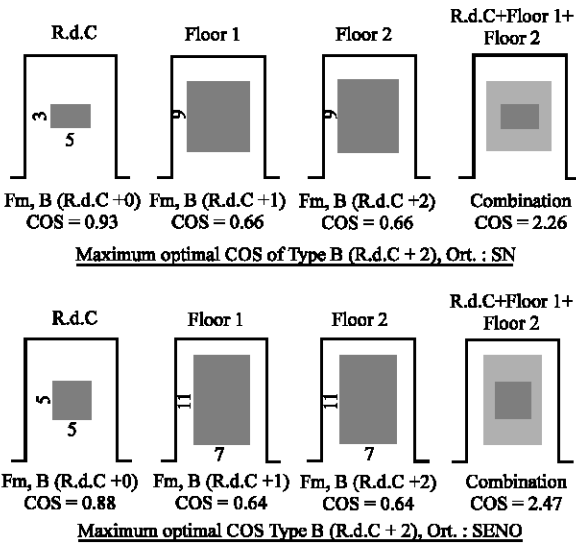 R.d.C Floor 1 Floor 2 R.d.C+Floor 1+
Floor 2
3
5
9
9
Fm, B (R.d.C +0) Fm, B (R.d.C +1) Fm, B (R.d.C +2) Combination
COS = 0.93 COS = 0.66 COS = 0.66 COS = 2.26
Maximum optimal COS of Type B (R.d.C + 2), Ort. : SN
R.d.C Floor 1 Floor 2 R.d.C+Floor 1+
Floor 2
5
5
11
7
11
7
Fm, B (R.d.C +0) Fm, B (R.d.C +1) Fm, B (R.d.C +2) Combination
COS = 0.88 COS = 0.64 COS = 0.64 COS = 2.47
Maximum optimal COS Type B (R.d.C + 2), Ort. : SENO